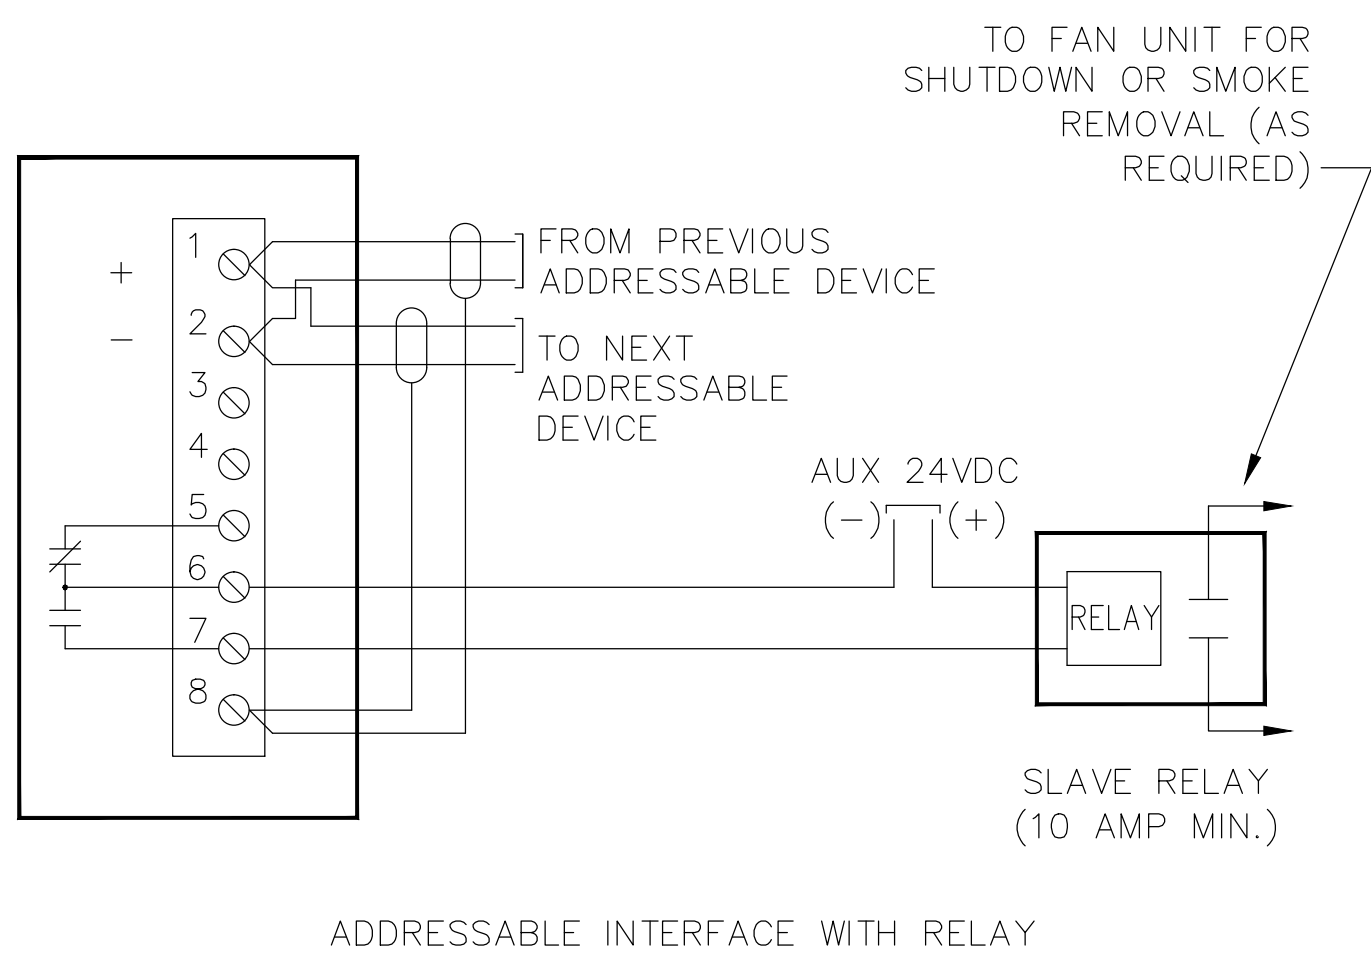 TO FAN UNIT FOR
SHUTDOWN OR SMOKE
REMOVAL (AS
REQUIRED)
1
+
2
−
3
4
5
6
7
8
FROM PREVIOUS
ADDRESSABLE DEVICE
TO NEXT
ADDRESSABLE
DEVICE
AUX 24VDC
(−) (+)
RELAY
SLAVE RELAY
(10 AMP MIN.)
ADDRESSABLE INTERFACE WITH RELAY